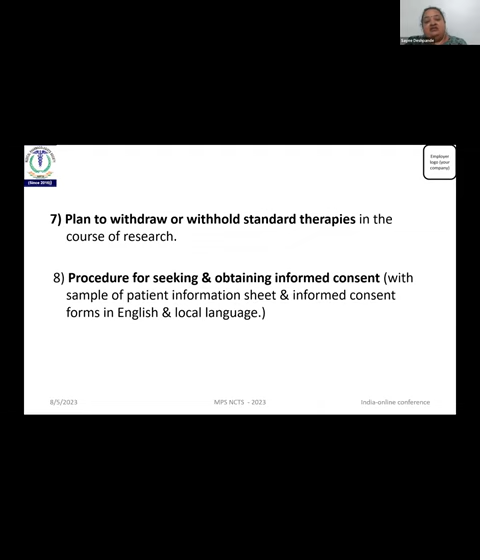 Employer
logo (your
company)
(Since 2010)
7) Plan to withdraw or withhold standard therapies in the
course of research.
8) Procedure for seeking & obtaining informed consent (with
sample of patient information sheet & informed consent
forms in English & local language.)
8/5/2023
MPS NCTS - 2023
India-online conference